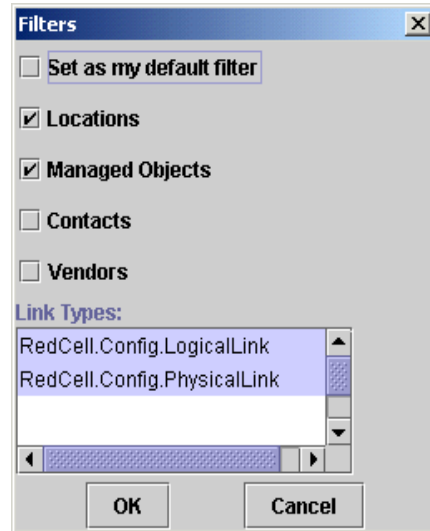 Filters
Set as my default filter
Locations
Managed Objects
Contacts
Vendors
Link Types:
RedCell.Config.LogicalLink
RedCell.Config.PhysicalLink
OK Cancel